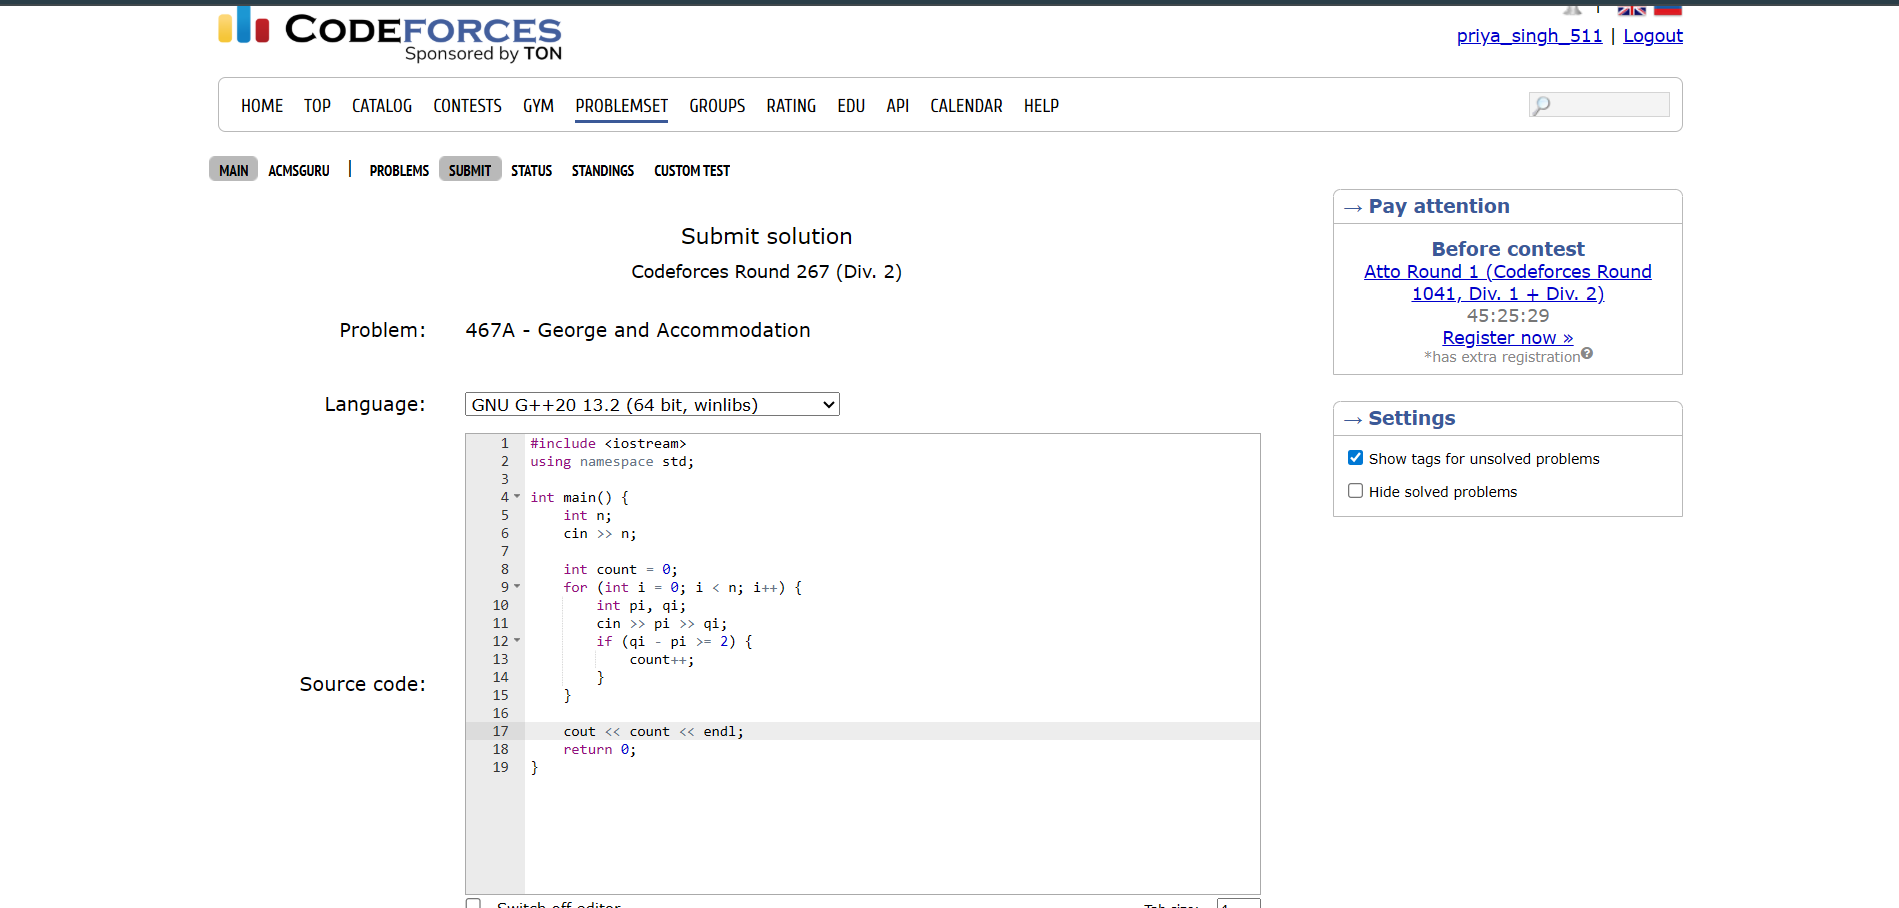 CODEFORCES
Sponsored by TON
priya_singh_511 | Logout
HOME TOP CATALOG CONTESTS GYM PROBLEMSET GROUPS RATING EDU API CALENDAR HELP
MAIN ACMSGURU | PROBLEMS SUBMIT STATUS STANDINGS CUSTOM TEST
Submit solution
Codeforces Round 267 (Div. 2)
Problem: 467A - George and Accommodation
Language: GNU G++20 13.2 (64 bit, winlibs)
Source code:
1 #include <iostream>
2 using namespace std;
3
4 int main() {
5     int n;
6     cin >> n;
7
8     int count = 0;
9     for (int i = 0; i < n; i++) {
10         int pi, qi;
11         cin >> pi >> qi;
12         if (qi - pi >= 2) {
13             count++;
14         }
15     }
16
17     cout << count << endl;
18     return 0;
19 }
Switch off editor
Tab size: 4
→ Pay attention
Before contest
Atto Round 1 (Codeforces Round
1041, Div. 1 + Div. 2)
45:25:29
Register now »
*has extra registration?
→ Settings
Show tags for unsolved problems
Hide solved problems